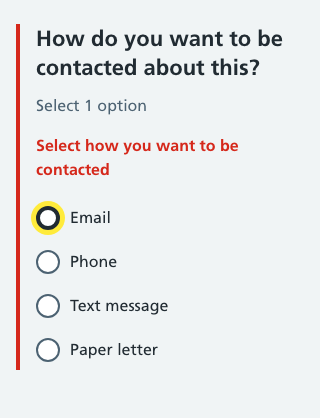 How do you want to be
contacted about this?
Select 1 option
Select how you want to be
contacted
Email
Phone
Text message
Paper letter